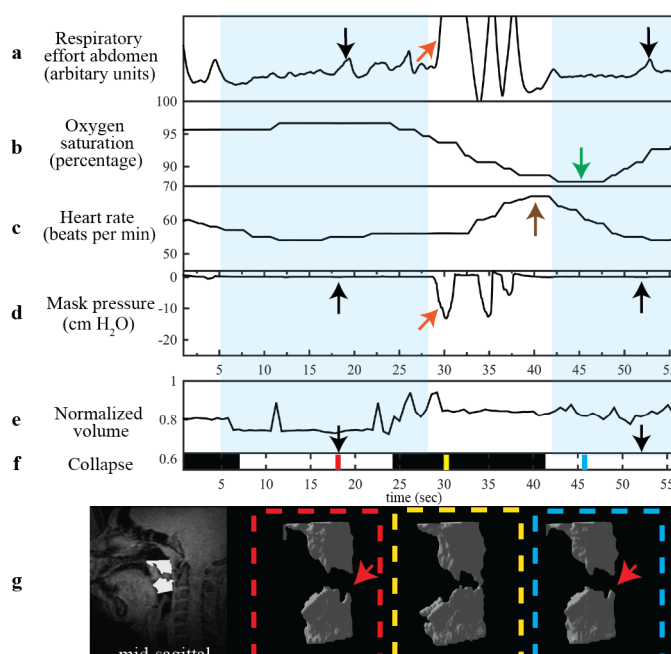 a
Respiratory
effort abdomen
(arbitary units)
100
b
Oxygen
saturation
(percentage)
95
90
70
c
Heart rate
(beats per min)
60
50
d
Mask pressure
(cm H₂O)
0
-10
-20
5 10 15 20 25 30 35 40 45 50 55
e
Normalized
volume
1
0.8
0.6
f
Collapse
5 10 15 20 25 30 35 40 45 50 55
time (sec)
g
mid-sagittal